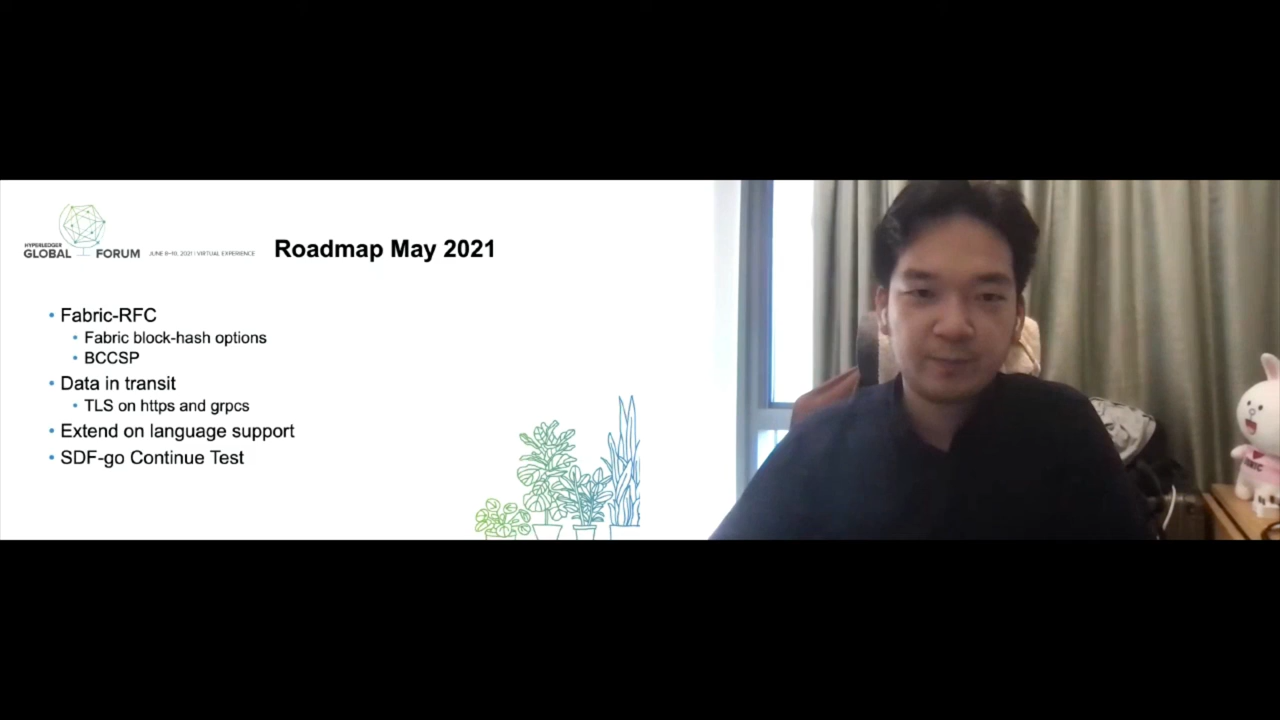 HYPERLEDGER
GLOBAL FORUM
JUNE 8–10, 2021 | VIRTUAL EXPERIENCE
Roadmap May 2021
• Fabric-RFC
• Fabric block-hash options
• BCCSP
• Data in transit
• TLS on https and grpcs
• Extend on language support
• SDF-go Continue Test